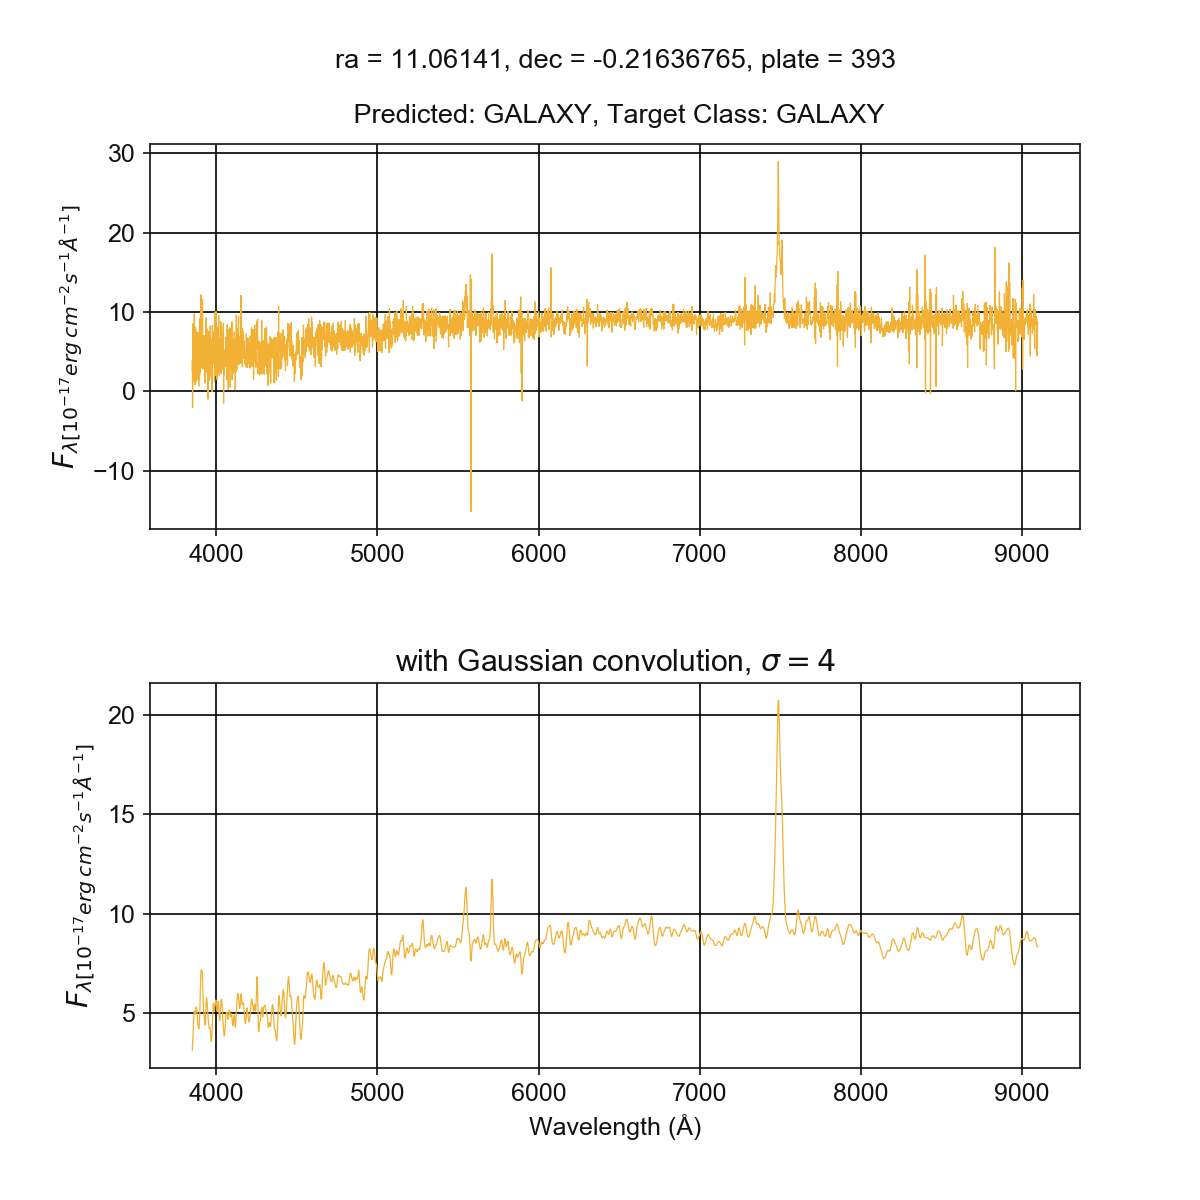 ra = 11.06141, dec = -0.21636765, plate = 393
Predicted: GALAXY, Target Class: GALAXY
30
20
10
0
−10
F_λ[10^−17 erg cm^−2 s^−1 Å^−1]
4000 5000 6000 7000 8000 9000
with Gaussian convolution, σ = 4
20
15
10
5
F_λ[10^−17 erg cm^−2 s^−1 Å^−1]
4000 5000 6000 7000 8000 9000
Wavelength (Å)